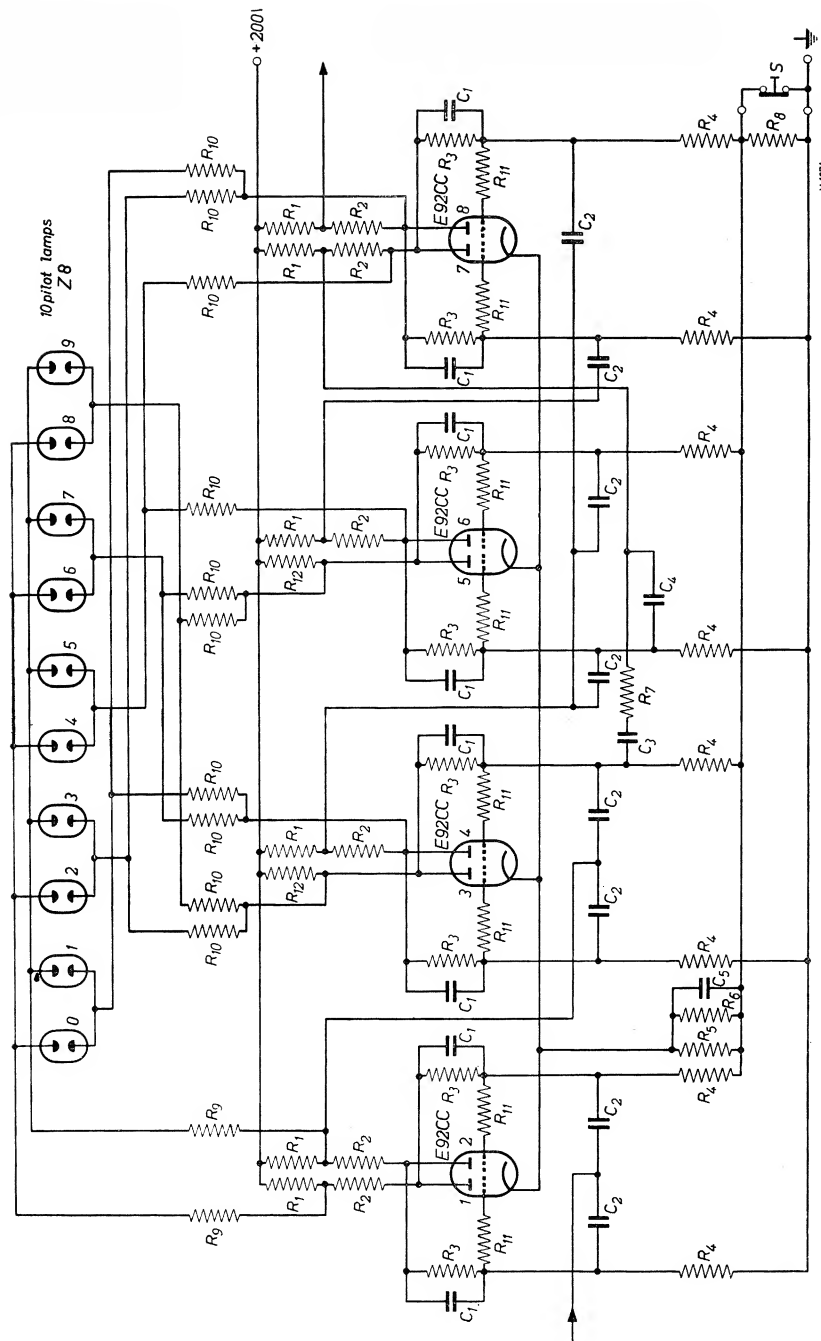 10 pilot lamps
Z8
0 1 2 3 4 5 6 7 8 9
R9 R9 R10 R10 R10 R10 R10 R10 R10 R10 R10 R10
+200
R1 R1 R12 R1 R12 R1 R1 R1
R2 R2 R2 R2 R2 R2
E92CC E92CC E92CC E92CC
C1 R3 R3 C1 C1 R3 R3 C1 C1 R3 R3 C1 C1 R3 R3 C1
1 2 3 4 5 6 7 8
R11 R11 R11 R11 R11 R11 R11 R11
C2 C2 C2 C2 C2 C2 C2 C2
C3 R7 C4
R4 R4 R4 R4 R4 R4 R4 R4
R5 R6 C5
R8 S